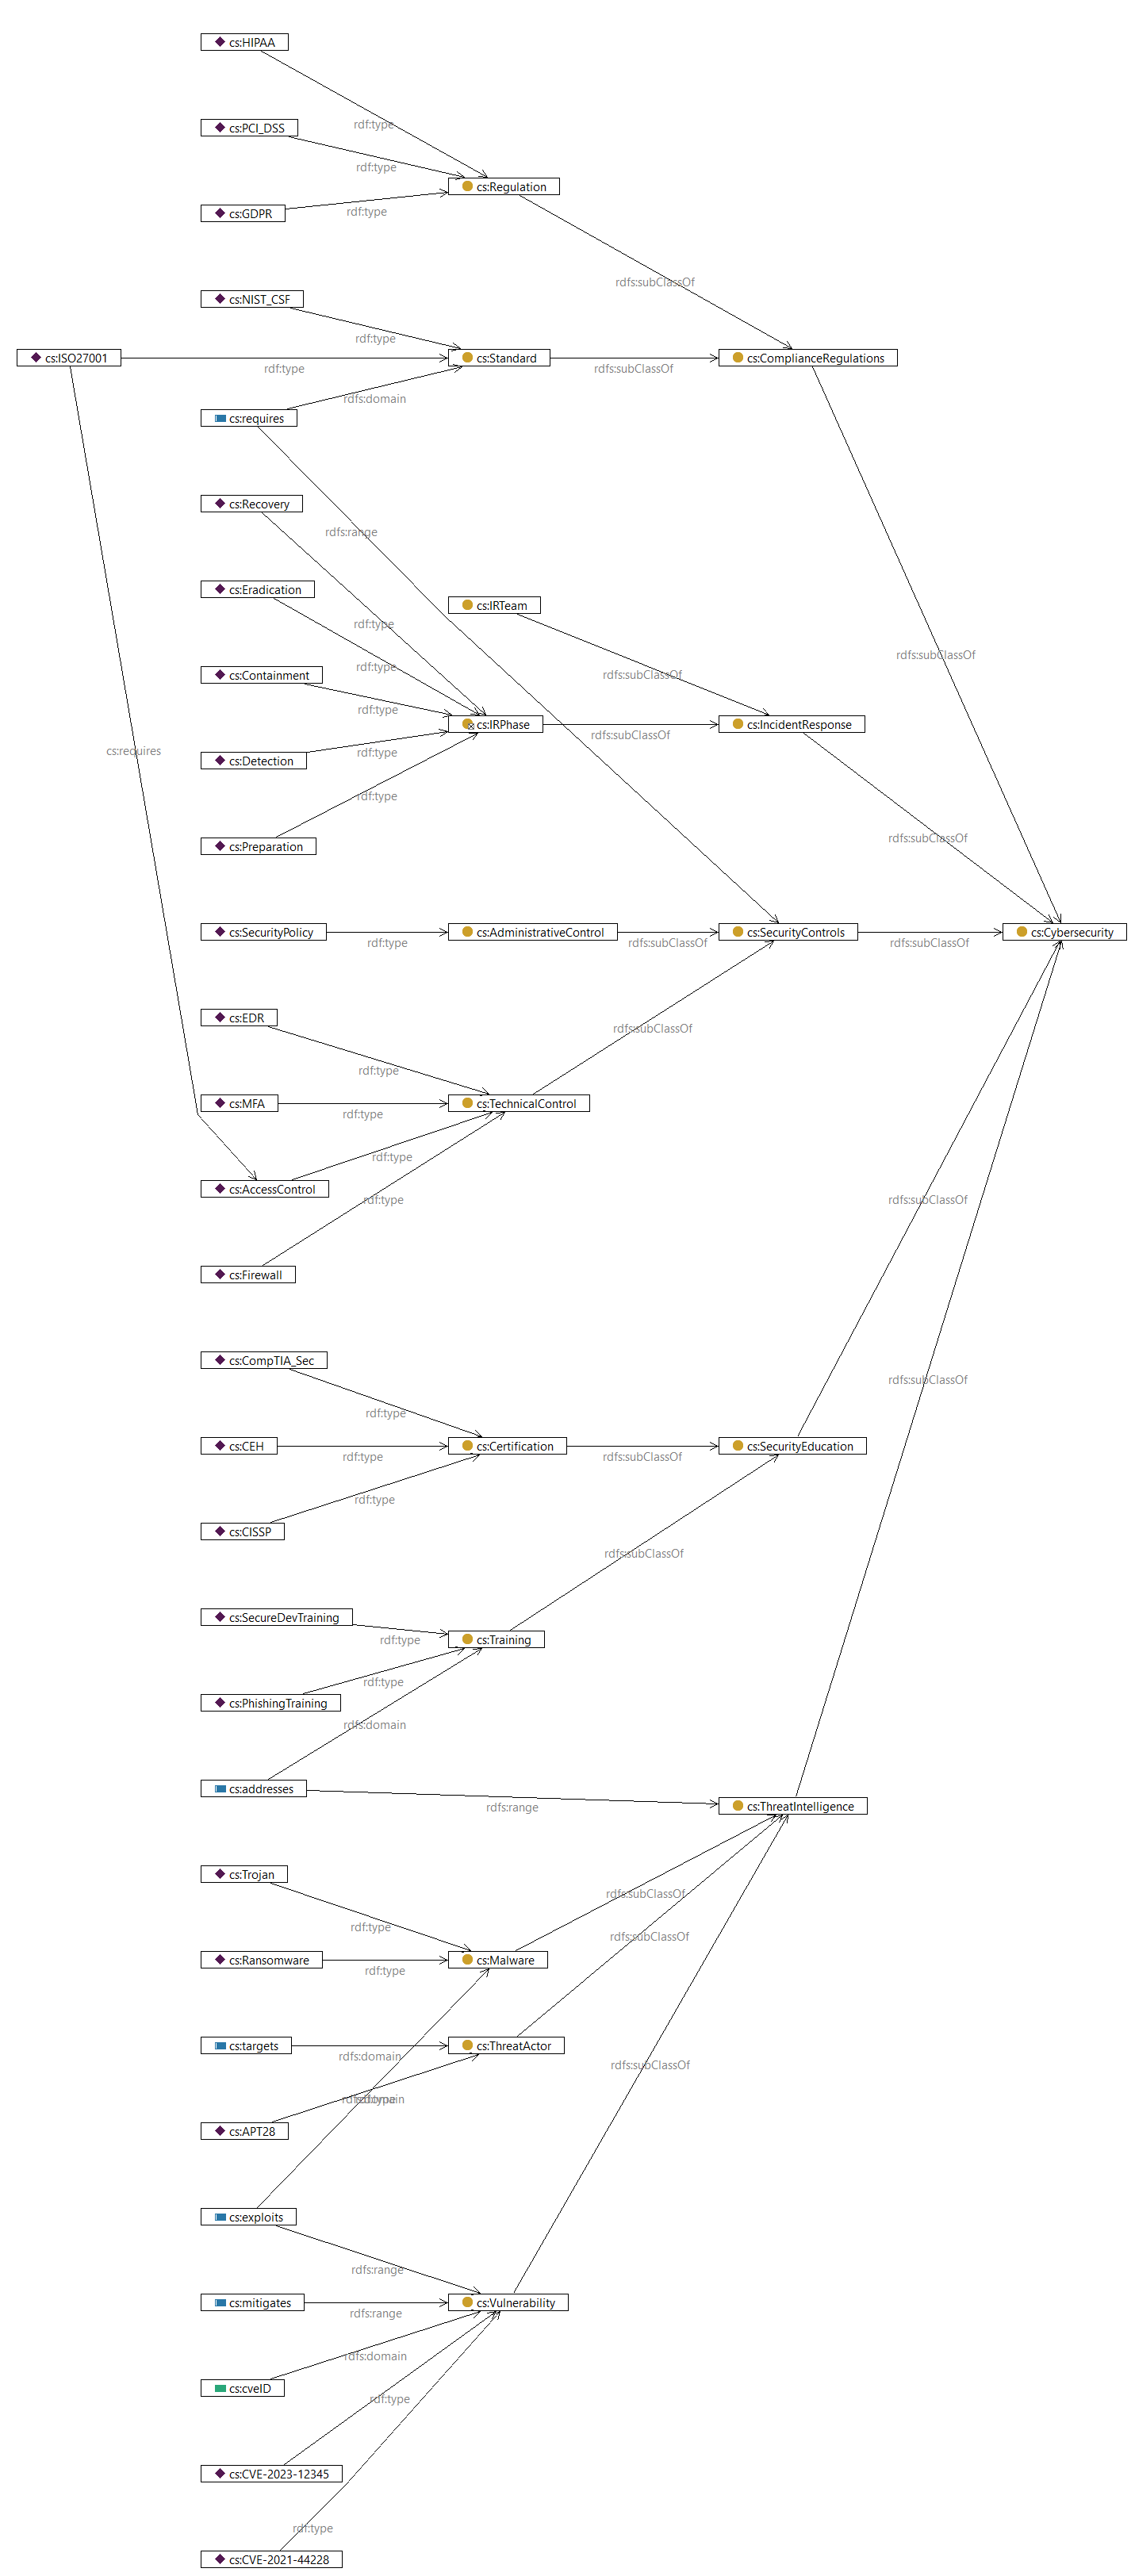 cs:HIPAA
rdf:type
cs:PCI_DSS
rdf:type
cs:Regulation
cs:GDPR
rdf:type
rdfs:subClassOf
cs:NIST_CSF
rdf:type
cs:ISO27001
rdf:type
cs:Standard
rdfs:subClassOf
cs:ComplianceRegulations
rdfs:domain
cs:requires
cs:Recovery
rdfs:range
cs:Eradication
cs:IRTeam
rdf:type
rdfs:subClassOf
rdf:type
cs:Containment
rdfs:subClassOf
rdf:type
cs:IRPhase
rdfs:subClassOf
cs:IncidentResponse
cs:requires
rdf:type
cs:Detection
rdf:type
rdfs:subClassOf
cs:Preparation
cs:SecurityPolicy
rdf:type
cs:AdministrativeControl
rdfs:subClassOf
cs:SecurityControls
rdfs:subClassOf
cs:Cybersecurity
cs:EDR
rdfs:subClassOf
rdf:type
cs:MFA
rdf:type
cs:TechnicalControl
rdf:type
cs:AccessControl
rdf:type
rdfs:subClassOf
cs:Firewall
cs:CompTIA_Sec
rdfs:subClassOf
rdf:type
cs:CEH
rdf:type
cs:Certification
rdfs:subClassOf
cs:SecurityEducation
rdf:type
cs:CISSP
rdfs:subClassOf
cs:SecureDevTraining
rdf:type
cs:Training
rdf:type
cs:PhishingTraining
rdfs:domain
cs:addresses
rdfs:range
cs:ThreatIntelligence
cs:Trojan
rdfs:subClassOf
rdf:type
rdfs:subClassOf
cs:Ransomware
rdf:type
cs:Malware
cs:targets
rdfs:domain
cs:ThreatActor
rdfs:subClassOf
rdfs:domain
rdf:type
cs:APT28
cs:exploits
rdfs:range
cs:mitigates
rdfs:range
cs:Vulnerability
rdfs:domain
cs:cveID
rdf:type
cs:CVE-2023-12345
rdf:type
cs:CVE-2021-44228